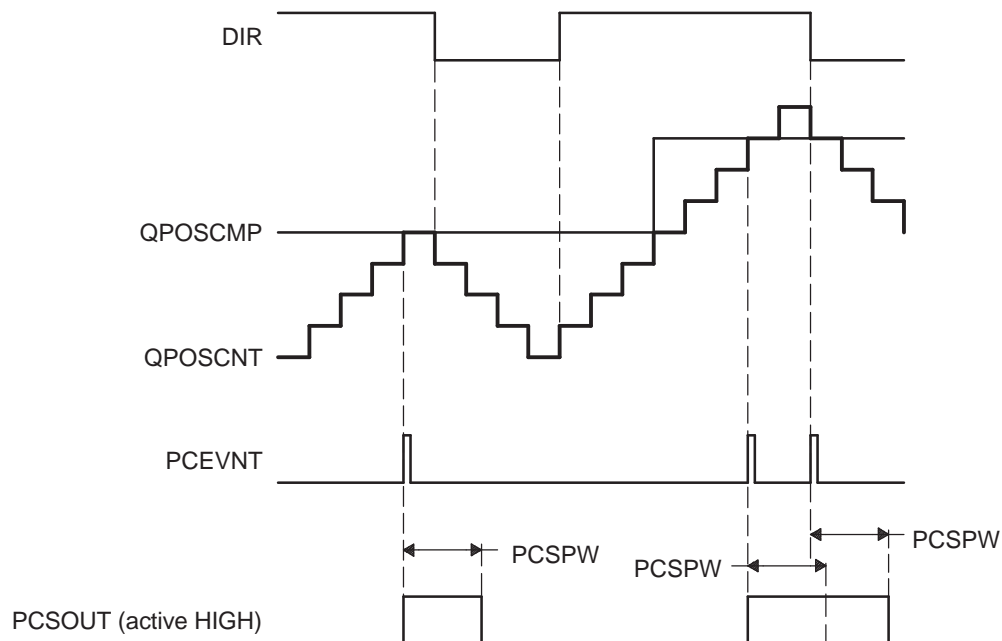 DIR
QPOSCMP
QPOSCNT
PCEVNT
PCSPW
PCSPW
PCSPW
PCSOUT (active HIGH)